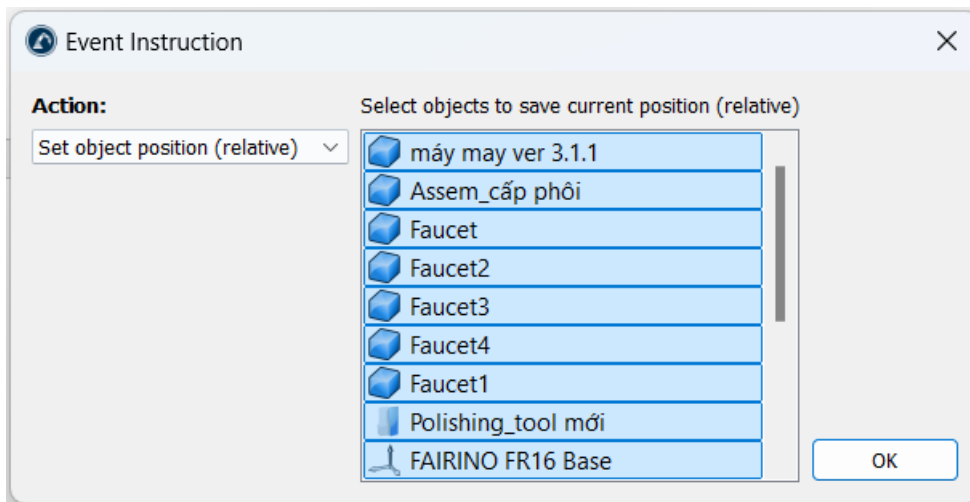 Event Instruction
Action:
Set object position (relative)
Select objects to save current position (relative)
máy may ver 3.1.1
Assem_cấp phôi
Faucet
Faucet2
Faucet3
Faucet4
Faucet1
Polishing_tool mới
FAIRINO FR16 Base
OK